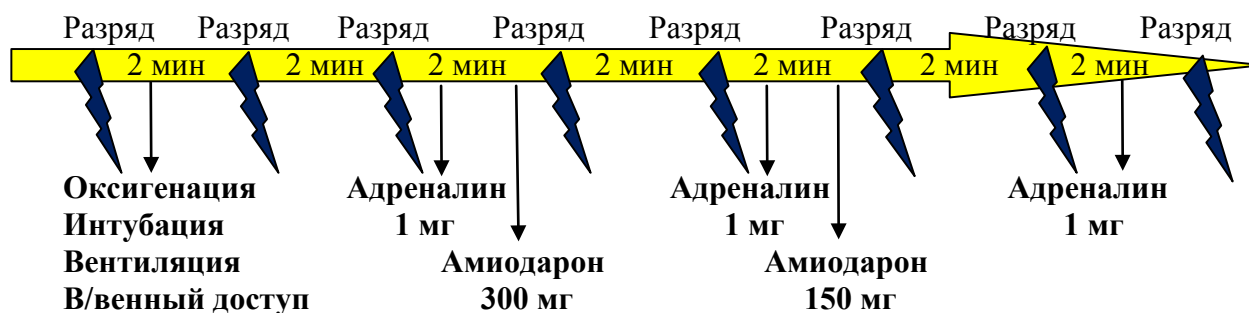 Разряд Разряд Разряд Разряд Разряд Разряд Разряд Разряд
2 мин 2 мин 2 мин 2 мин 2 мин 2 мин 2 мин
Оксигенация Адреналин Адреналин Адреналин
Интубация 1 мг 1 мг 1 мг
Вентиляция Амиодарон Амиодарон
В/венный доступ 300 мг 150 мг